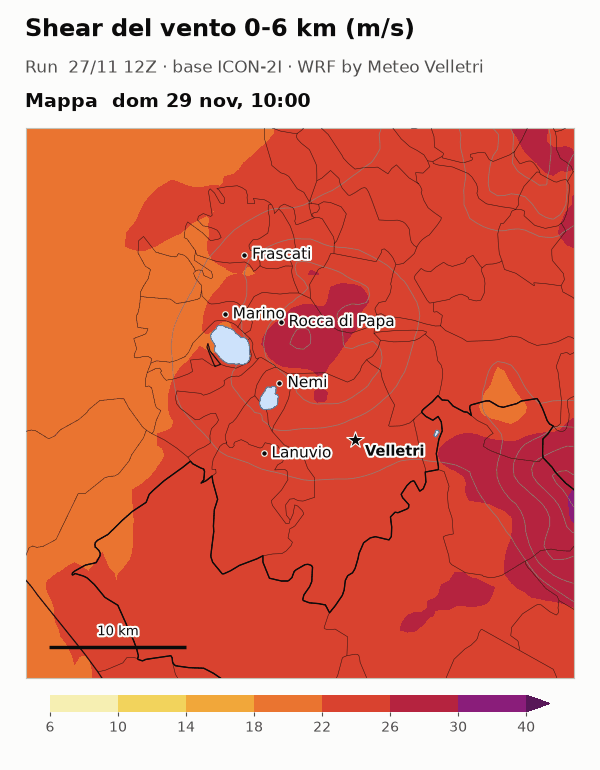 Shear del vento 0-6 km (m/s)
Run  27/11 12Z · base ICON-2I · WRF by Meteo Velletri
Mappa  dom 29 nov, 10:00
Frascati
Marino
Rocca di Papa
Nemi
Velletri
Lanuvio
10 km
6 10 14 18 22 26 30 40